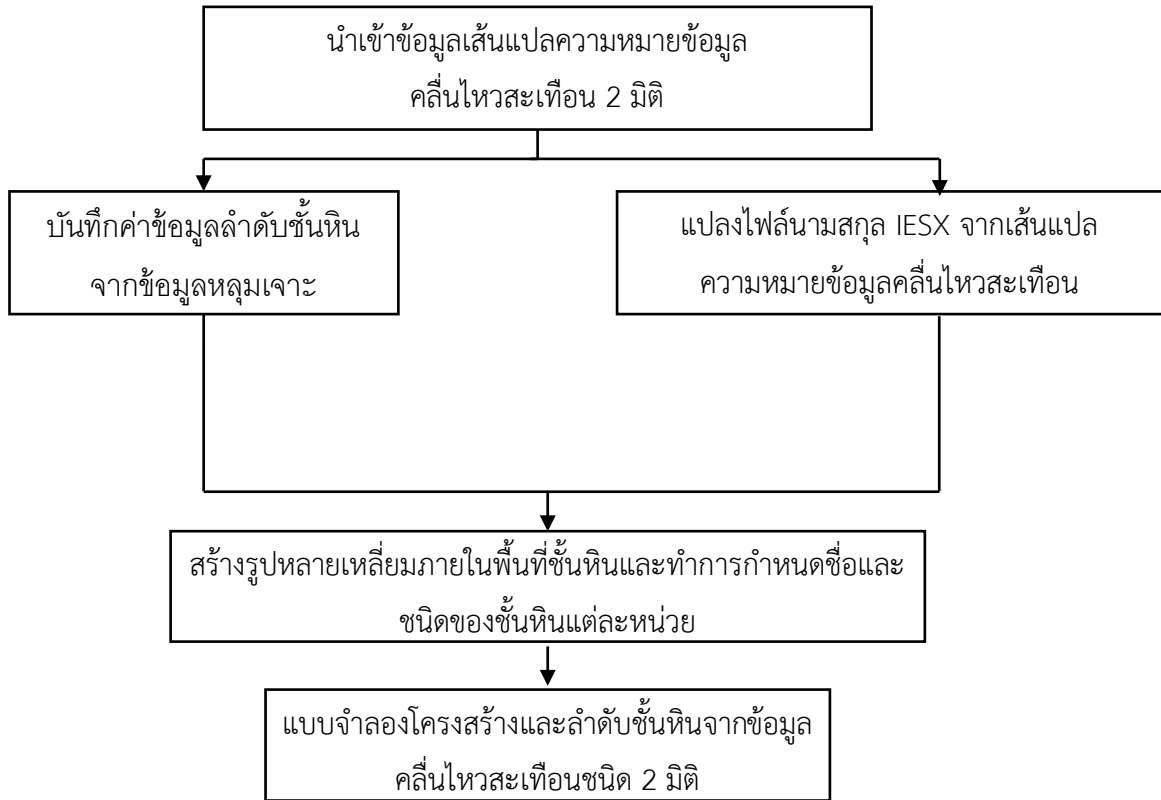 นำเข้าข้อมูลเส้นแปลความหมายข้อมูล
คลื่นไหวสะเทือน 2 มิติ
บันทึกค่าข้อมูลลำดับชั้นหิน
จากข้อมูลหลุมเจาะ
แปลงไฟล์นามสกุล IESX จากเส้นแปล
ความหมายข้อมูลคลื่นไหวสะเทือน
สร้างรูปหลายเหลี่ยมภายในพื้นที่ชั้นหินและทำการกำหนดชื่อและ
ชนิดของชั้นหินแต่ละหน่วย
แบบจำลองโครงสร้างและลำดับชั้นหินจากข้อมูล
คลื่นไหวสะเทือนชนิด 2 มิติ